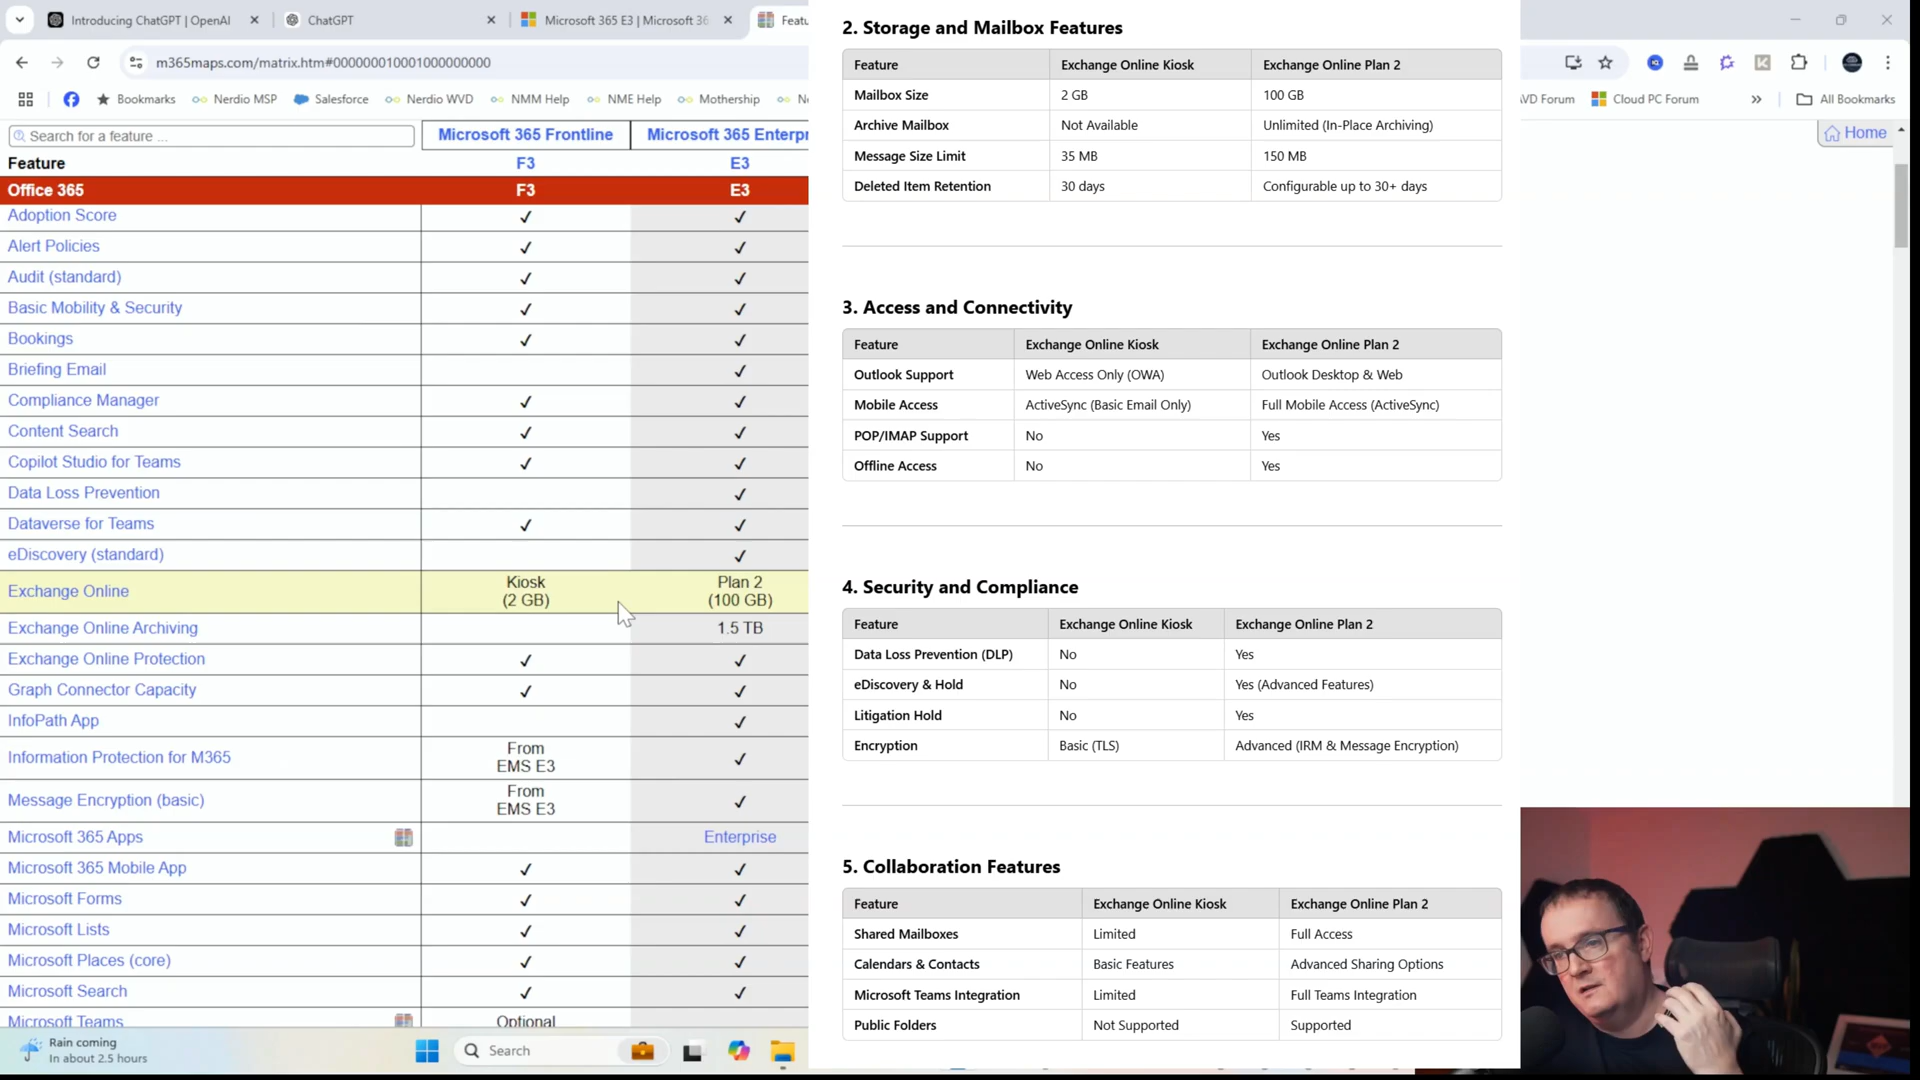 Introducing ChatGPT | OpenAI
ChatGPT
Microsoft 365 E3 | Microsoft 36
Featu
m365maps.com/matrix.htm#000000010001000000000
Bookmarks
Nerdio MSP
Salesforce
Nerdio WVD
NMM Help
NME Help
Mothership
AVD Forum
Cloud PC Forum
All Bookmarks
Search for a feature ...
Microsoft 365 Frontline
Microsoft 365 Enterpr
Home
Feature F3 E3
Office 365 F3 E3
Adoption Score ✓ ✓
Alert Policies ✓ ✓
Audit (standard) ✓ ✓
Basic Mobility & Security ✓ ✓
Bookings ✓ ✓
Briefing Email ✓
Compliance Manager ✓ ✓
Content Search ✓ ✓
Copilot Studio for Teams ✓ ✓
Data Loss Prevention ✓
Dataverse for Teams ✓ ✓
eDiscovery (standard) ✓
Exchange Online Kiosk (2 GB) Plan 2 (100 GB)
Exchange Online Archiving 1.5 TB
Exchange Online Protection ✓ ✓
Graph Connector Capacity ✓ ✓
InfoPath App ✓
Information Protection for M365 From EMS E3 ✓
Message Encryption (basic) From EMS E3 ✓
Microsoft 365 Apps Enterprise
Microsoft 365 Mobile App ✓ ✓
Microsoft Forms ✓ ✓
Microsoft Lists ✓ ✓
Microsoft Places (core) ✓ ✓
Microsoft Search ✓ ✓
Microsoft Teams Optional
2. Storage and Mailbox Features
Feature Exchange Online Kiosk Exchange Online Plan 2
Mailbox Size 2 GB 100 GB
Archive Mailbox Not Available Unlimited (In-Place Archiving)
Message Size Limit 35 MB 150 MB
Deleted Item Retention 30 days Configurable up to 30+ days
3. Access and Connectivity
Feature Exchange Online Kiosk Exchange Online Plan 2
Outlook Support Web Access Only (OWA) Outlook Desktop & Web
Mobile Access ActiveSync (Basic Email Only) Full Mobile Access (ActiveSync)
POP/IMAP Support No Yes
Offline Access No Yes
4. Security and Compliance
Feature Exchange Online Kiosk Exchange Online Plan 2
Data Loss Prevention (DLP) No Yes
eDiscovery & Hold No Yes (Advanced Features)
Litigation Hold No Yes
Encryption Basic (TLS) Advanced (IRM & Message Encryption)
5. Collaboration Features
Feature Exchange Online Kiosk Exchange Online Plan 2
Shared Mailboxes Limited Full Access
Calendars & Contacts Basic Features Advanced Sharing Options
Microsoft Teams Integration Limited Full Teams Integration
Public Folders Not Supported Supported
Rain coming
In about 2.5 hours
Search